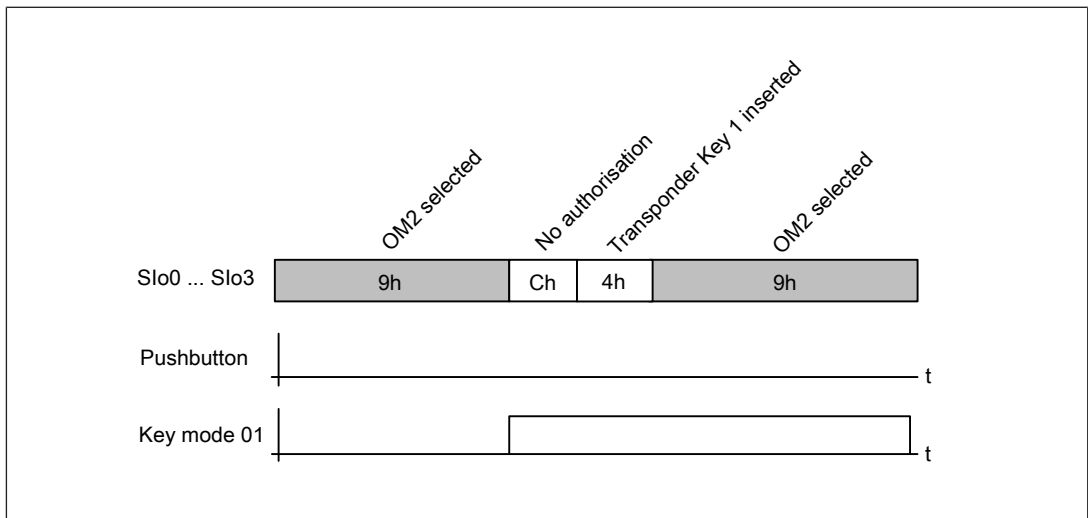 OM2 selected
No authorisation
Transponder Key 1 inserted
OM2 selected
SIo0 ... SIo3
9h
Ch
4h
9h
Pushbutton
t
Key mode 01
t